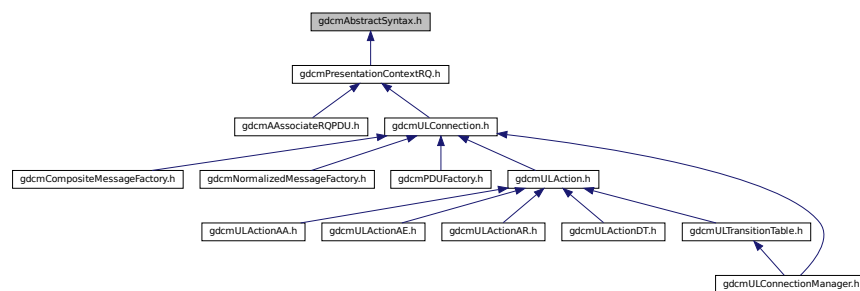 gdcmAbstractSyntax.h
gdcmPresentationContextRQ.h
gdcmAAssociateRQPDU.h
gdcmULConnection.h
gdcmCompositeMessageFactory.h
gdcmNormalizedMessageFactory.h
gdcmPDUFactory.h
gdcmULAction.h
gdcmULActionAA.h
gdcmULActionAE.h
gdcmULActionAR.h
gdcmULActionDT.h
gdcmULTransitionTable.h
gdcmULConnectionManager.h